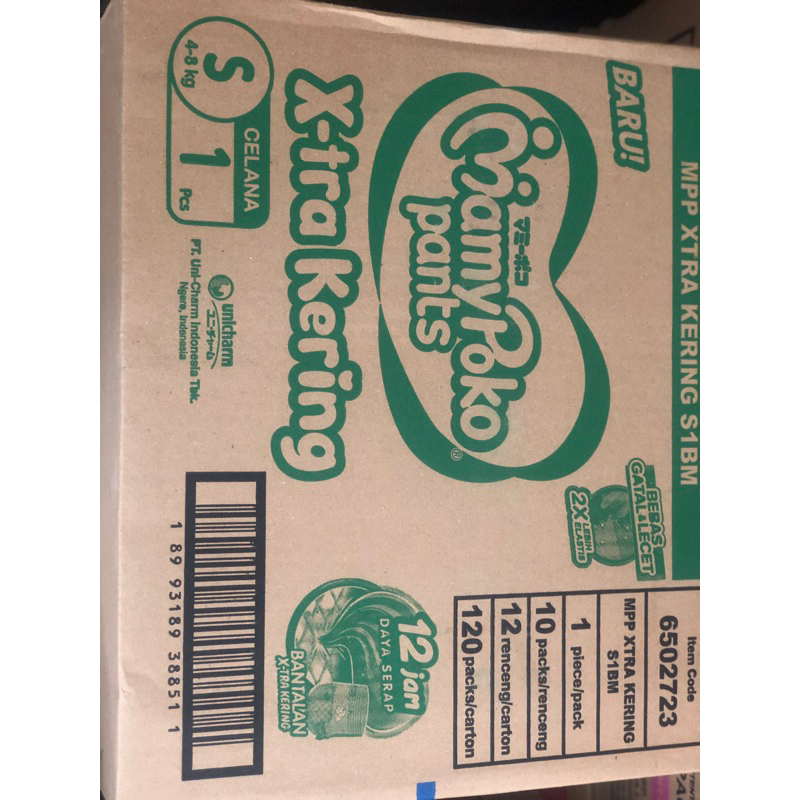 MPP XTRA KERING S1BM
BARU!
MamyPoko
マミーポコ
pants
®
X-tra Kering
BEBAS
GATAL & LECET
2X LEBIH
ELASTIS
S
4-8 kg
CELANA
1 Pcs
unicharm
ユニ・チャーム
PT. Uni-Charm Indonesia Tbk.
Ngoro, Indonesia
12 jam
DAYA SERAP
BANTALAN
X-TRA KERING
Item Code
6502723
MPP XTRA KERING
S1BM
1 piece/pack
10 packs/renceng
12 renceng/carton
120 packs/carton
1 89 93189 38851 1